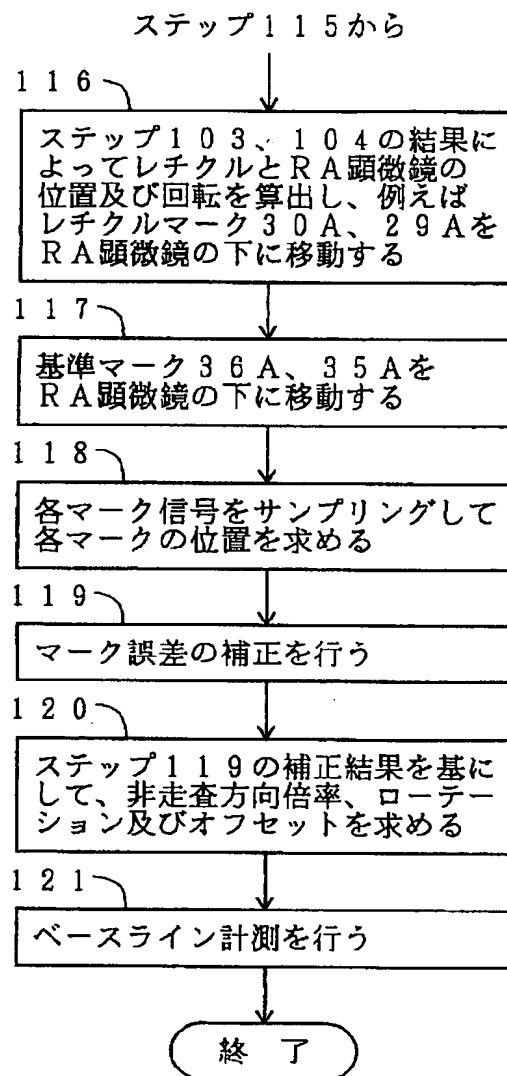 ステップ115から
116
ステップ103、104の結果に
よってレチクルとRA顕微鏡の
位置及び回転を算出し、例えば
レチクルマーク30A、29Aを
RA顕微鏡の下に移動する
117
基準マーク36A、35Aを
RA顕微鏡の下に移動する
118
各マーク信号をサンプリングして
各マークの位置を求める
119
マーク誤差の補正を行う
120
ステップ119の補正結果を基に
して、非走査方向倍率、ローテー
ション及びオフセットを求める
121
ベースライン計測を行う
終了